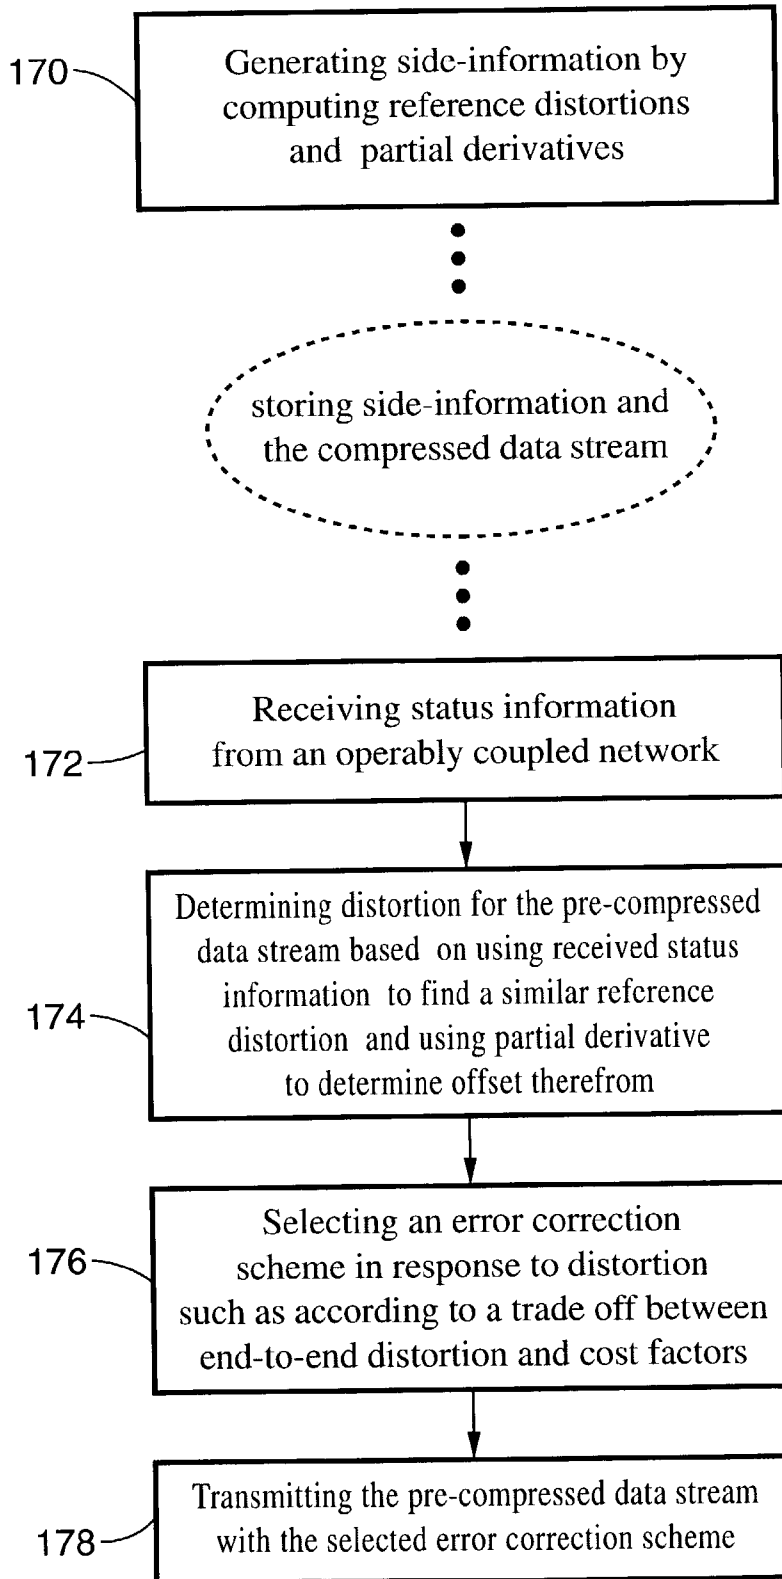 170
Generating side-information by
computing reference distortions
and partial derivatives
storing side-information and
the compressed data stream
172
Receiving status information
from an operably coupled network
174
Determining distortion for the pre-compressed
data stream based on using received status
information to find a similar reference
distortion and using partial derivative
to determine offset therefrom
176
Selecting an error correction
scheme in response to distortion
such as according to a trade off between
end-to-end distortion and cost factors
178
Transmitting the pre-compressed data stream
with the selected error correction scheme